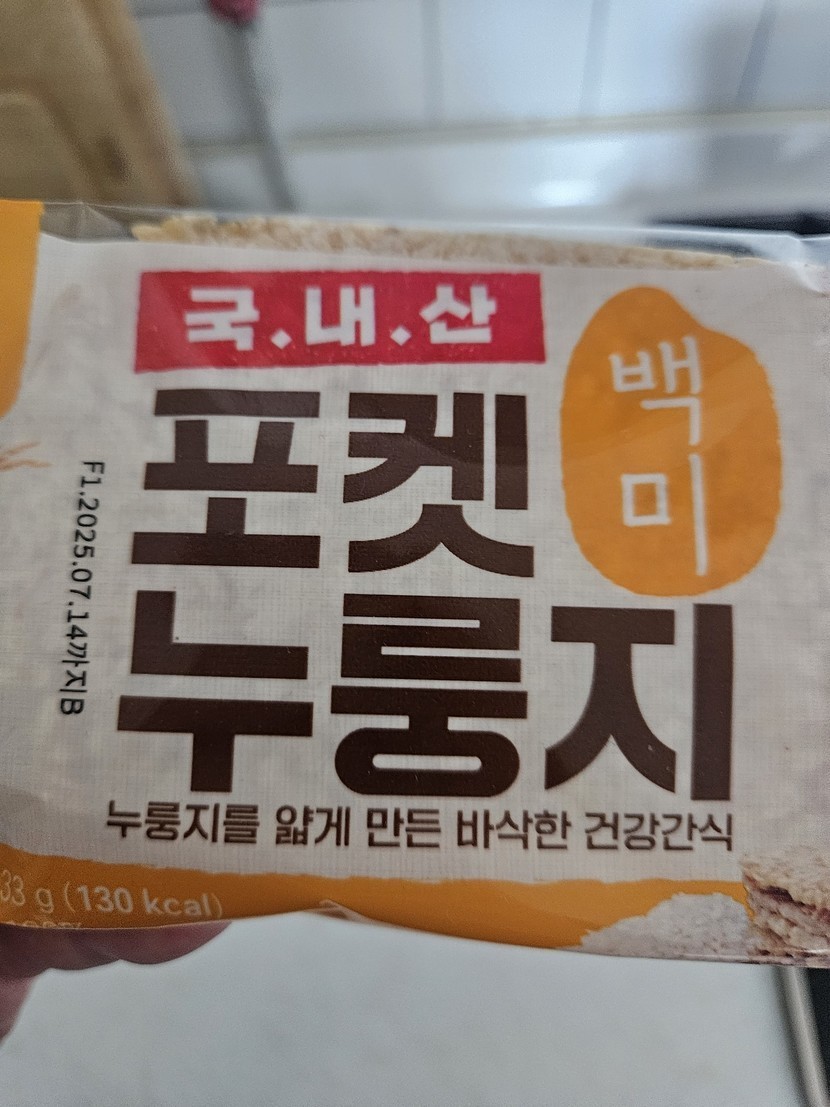 국.내.산
백미
포켓
누룽지
누룽지를 얇게 만든 바삭한 건강간식
F1.2025.07.14까지B
33 g (130 kcal)